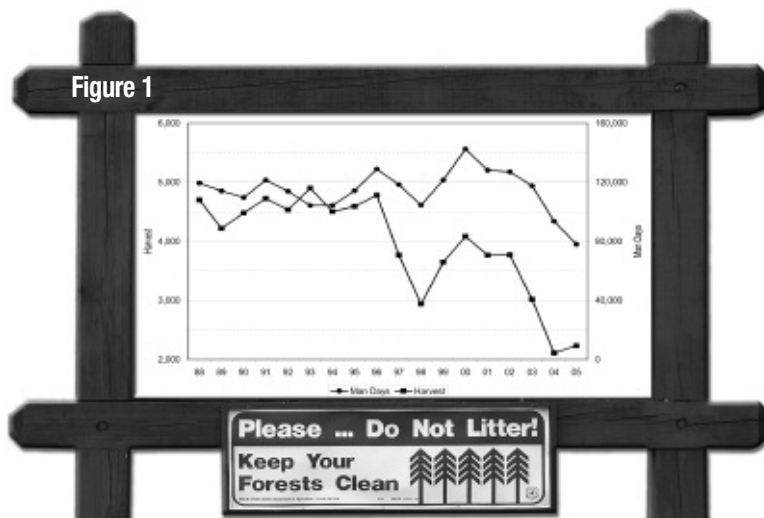 Figure 1
6,000
5,000
4,000
3,000
2,000
Harvest
160,000
120,000
80,000
40,000
0
Man Days
88 89 90 91 92 93 94 95 96 97 98 99 00 01 02 03 04 05
Man Days Harvest
Please ... Do Not Litter!
Keep Your
Forests Clean